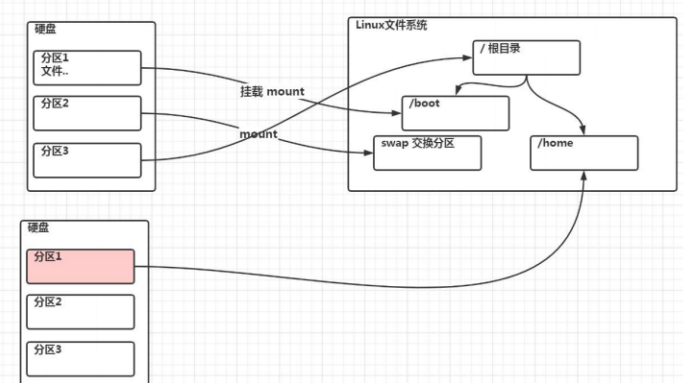 硬盘
分区1
文件..
分区2
分区3
挂载 mount
mount
Linux文件系统
/ 根目录
/boot
swap 交换分区
/home
硬盘
分区1
分区2
分区3